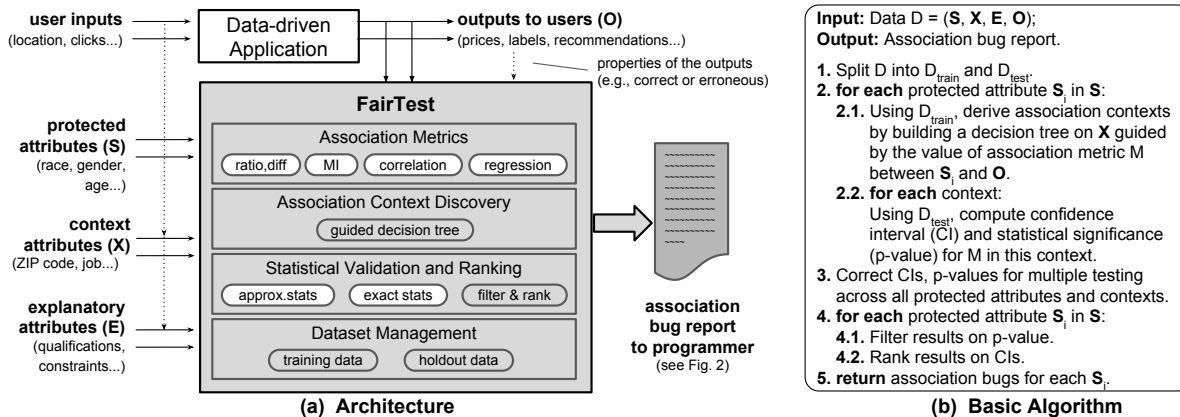 user inputs
(location, clicks...)
Data-driven
Application
outputs to users (O)
(prices, labels, recommendations...)
properties of the outputs
(e.g., correct or erroneous)
FairTest
protected
attributes (S)
(race, gender,
age...)
Association Metrics
ratio,diff
MI
correlation
regression
Association Context Discovery
guided decision tree
context
attributes (X)
(ZIP code, job...)
Statistical Validation and Ranking
approx.stats
exact stats
filter & rank
explanatory
attributes (E)
(qualifications,
constraints...)
Dataset Management
training data
holdout data
association
bug report
to programmer
(see Fig. 2)
(a) Architecture
Input: Data D = (S, X, E, O);
Output: Association bug report.
1. Split D into D_train and D_test.
2. for each protected attribute S_i in S:
2.1. Using D_train, derive association contexts
by building a decision tree on X guided
by the value of association metric M
between S_i and O.
2.2. for each context:
Using D_test, compute confidence
interval (CI) and statistical significance
(p-value) for M in this context.
3. Correct CIs, p-values for multiple testing
across all protected attributes and contexts.
4. for each protected attribute S_i in S:
4.1. Filter results on p-value.
4.2. Rank results on CIs.
5. return association bugs for each S_i.
(b) Basic Algorithm